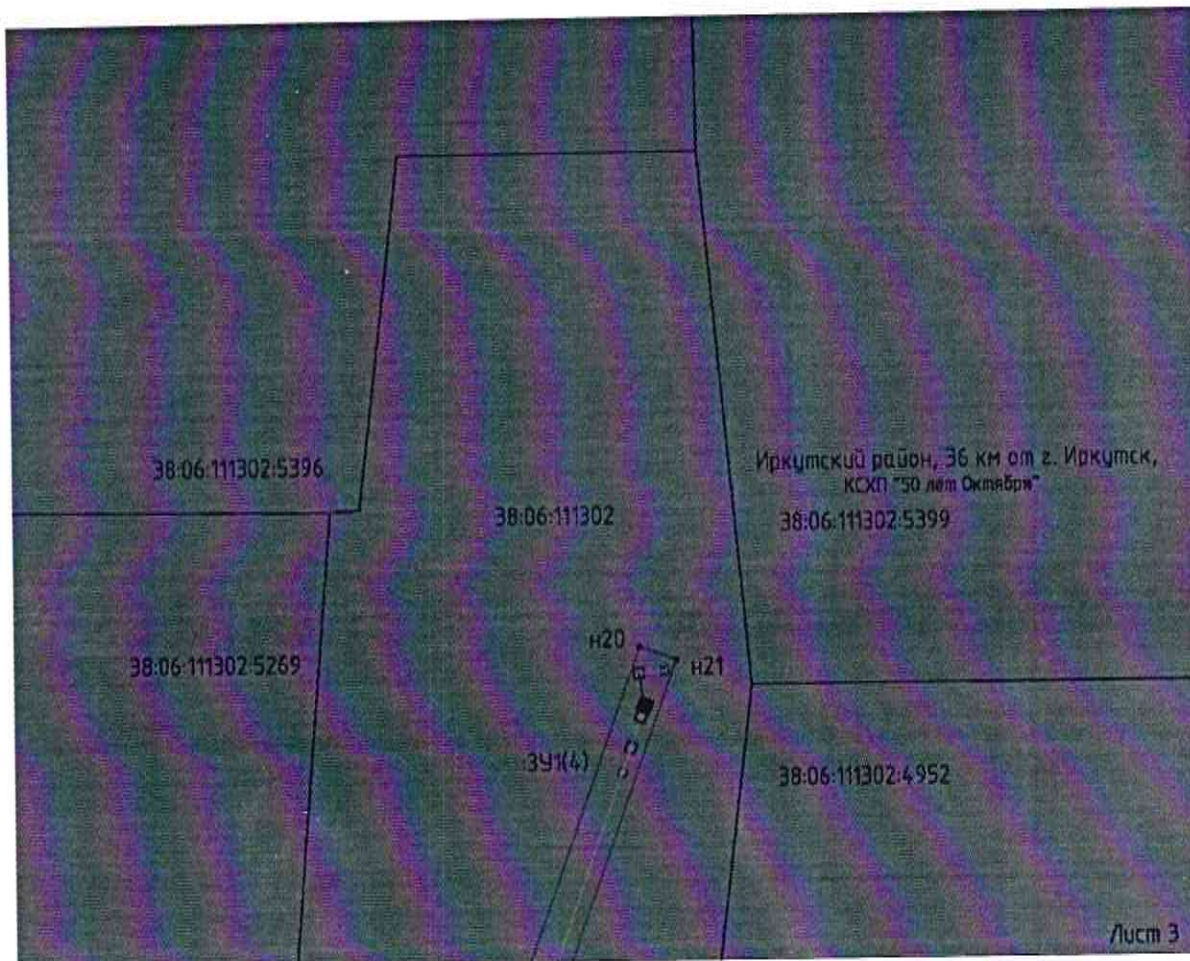 38:06:111302:5396
Иркутский район, 36 км от г. Иркутск,
КСХП "50 лет Октября"
38:06:111302
38:06:111302:5399
н20
н21
38:06:111302:5269
ЗУ1(4)
38:06:111302:4952
Лист 3